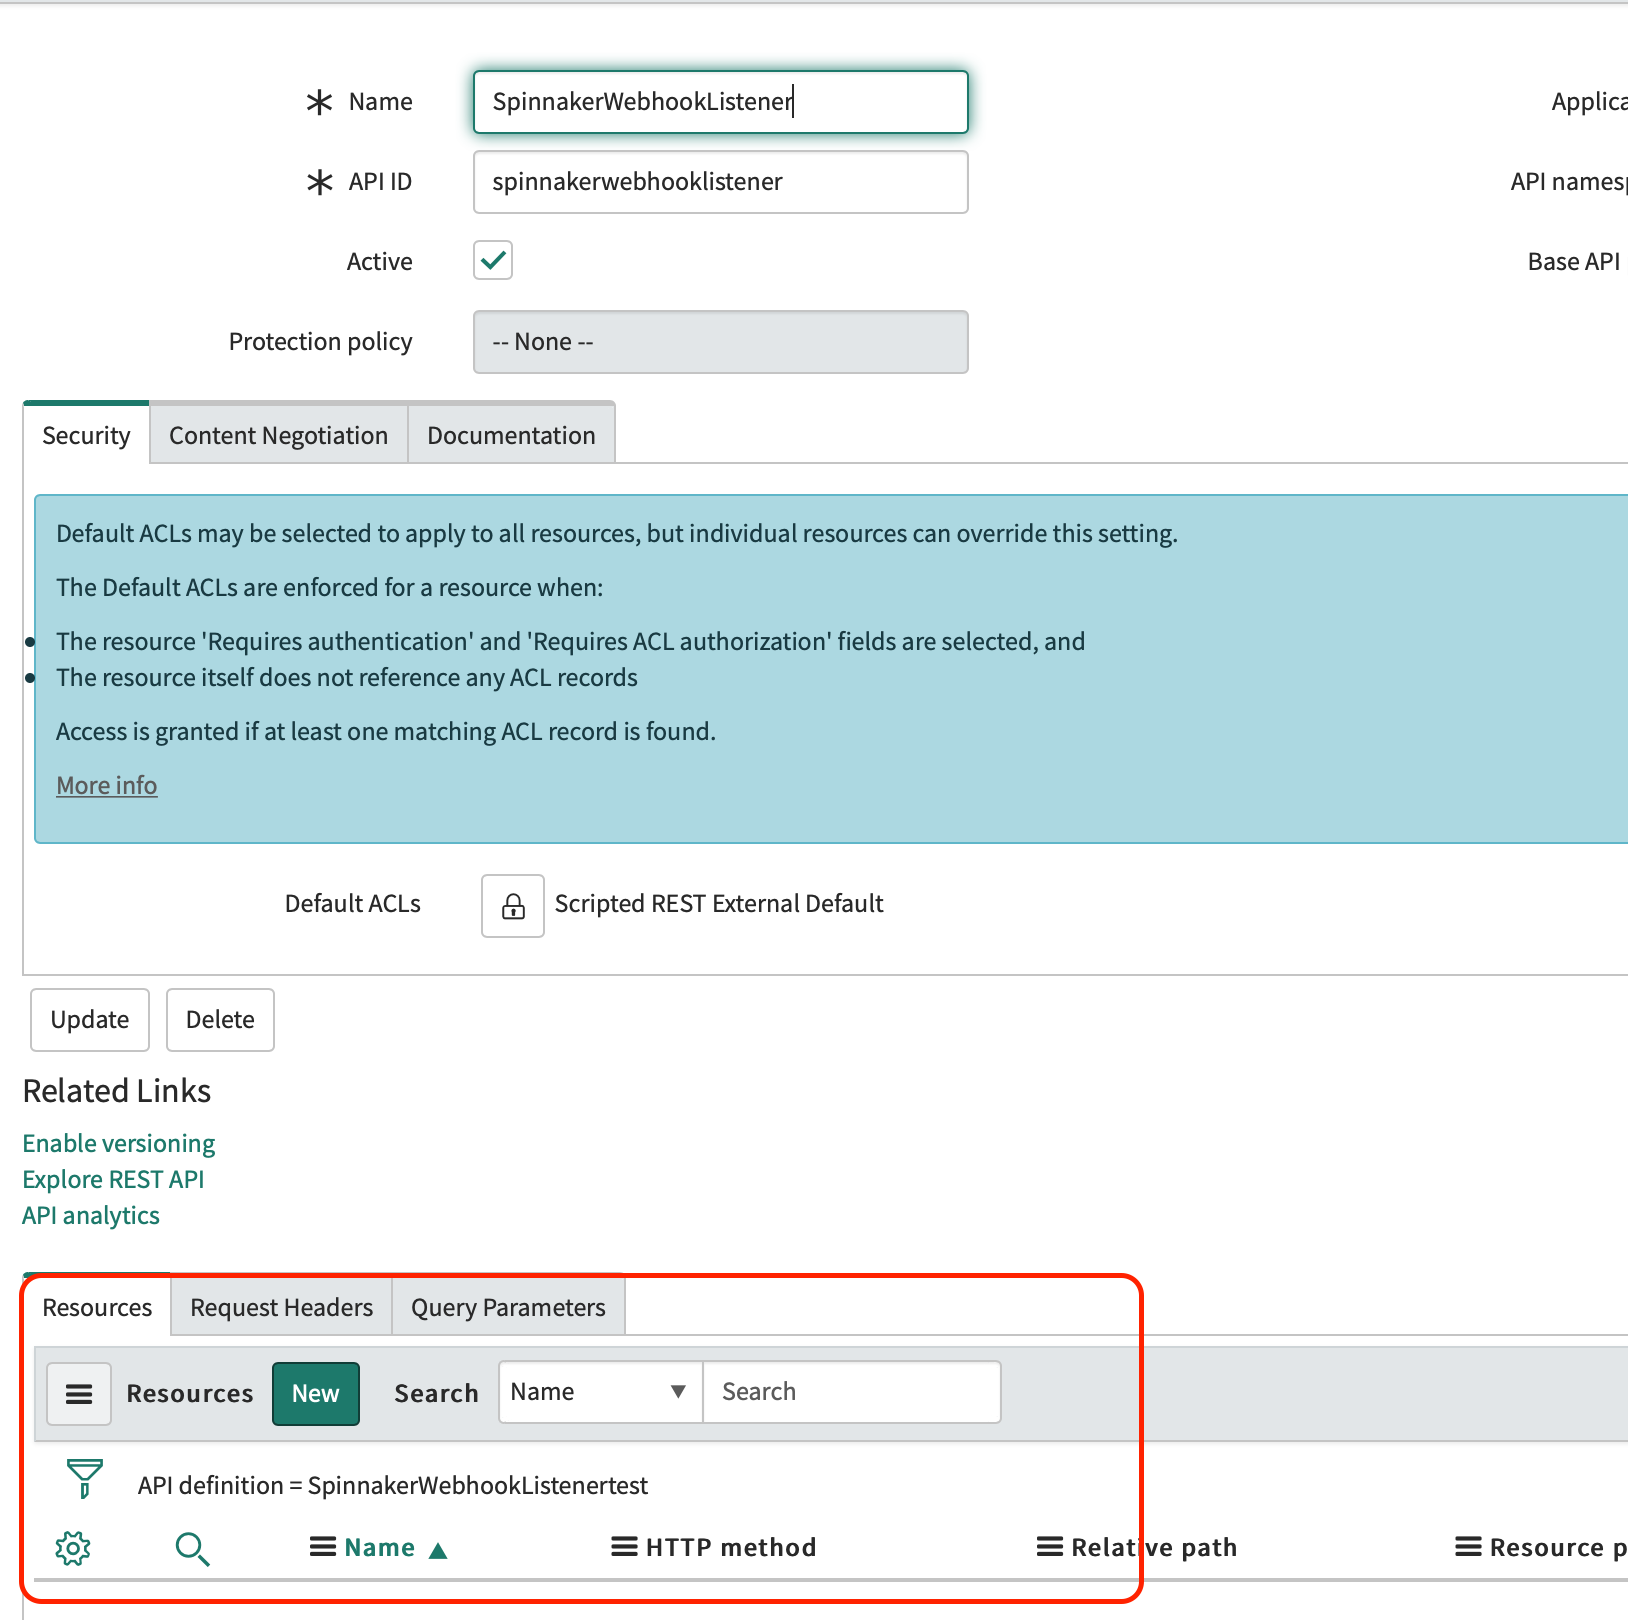 Name SpinnakerWebhookListener Applica
API ID spinnakerwebhooklistener API namesp
Active Base API
Protection policy -- None --
Security Content Negotiation Documentation
Default ACLs may be selected to apply to all resources, but individual resources can override this setting.
The Default ACLs are enforced for a resource when:
The resource 'Requires authentication' and 'Requires ACL authorization' fields are selected, and
The resource itself does not reference any ACL records
Access is granted if at least one matching ACL record is found.
More info
Default ACLs Scripted REST External Default
Update Delete
Related Links
Enable versioning
Explore REST API
API analytics
Resources Request Headers Query Parameters
Resources New Search Name Search
API definition = SpinnakerWebhookListenertest
Name HTTP method Relative path Resource p